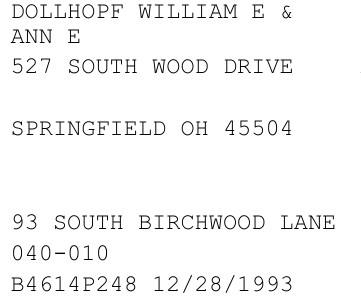 DOLLHOPF WILLIAM E &
ANN E
527 SOUTH WOOD DRIVE
SPRINGFIELD OH 45504
93 SOUTH BIRCHWOOD LANE
040-010
B4614P248 12/28/1993